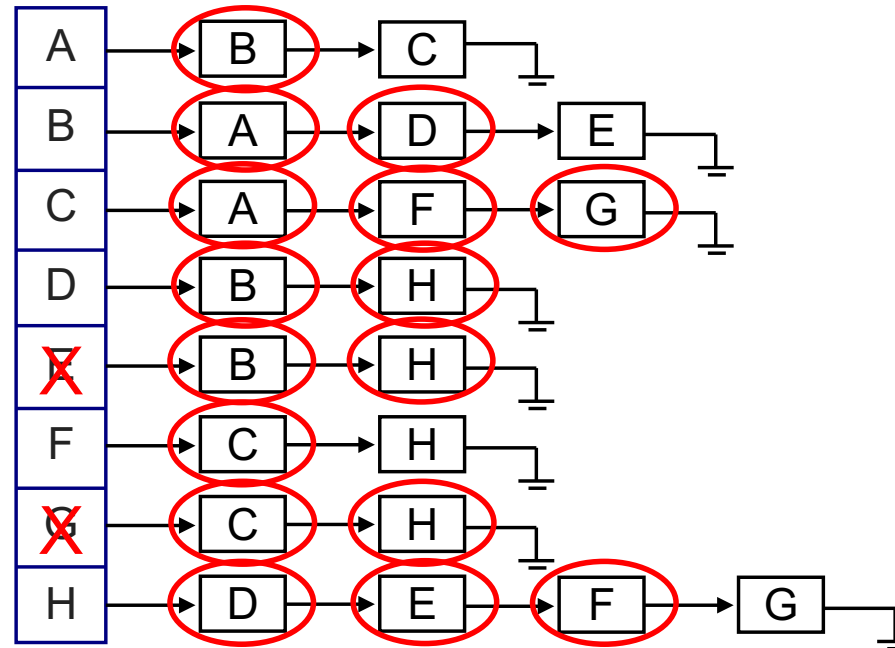 A B C
B A D E
C A F G
D B H
E B H
F C H
G C H
H D E F G